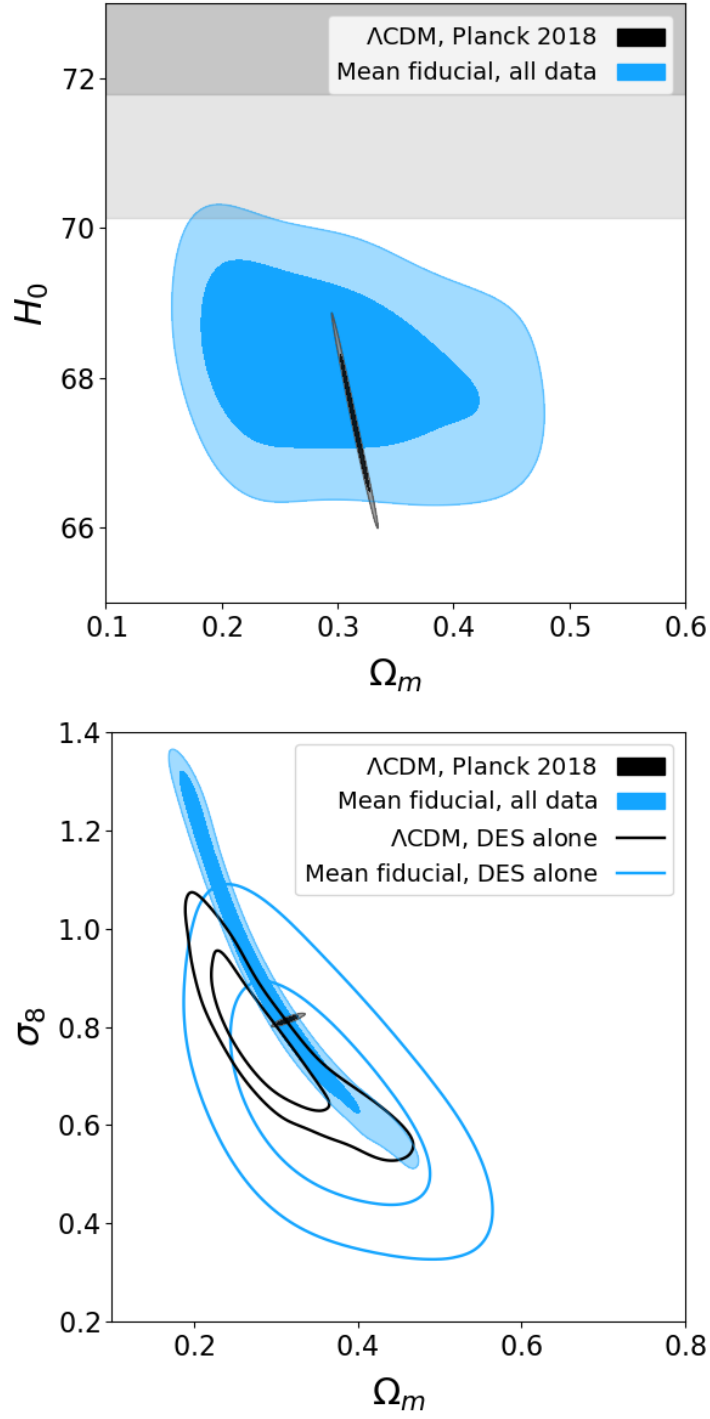 ΛCDM, Planck 2018
Mean fiducial, all data
72
70
68
66
H₀
0.1 0.2 0.3 0.4 0.5 0.6
Ωₘ
1.4
ΛCDM, Planck 2018
Mean fiducial, all data
ΛCDM, DES alone
Mean fiducial, DES alone
1.2
1.0
0.8
0.6
0.4
0.2
σ₈
0.2 0.4 0.6 0.8
Ωₘ